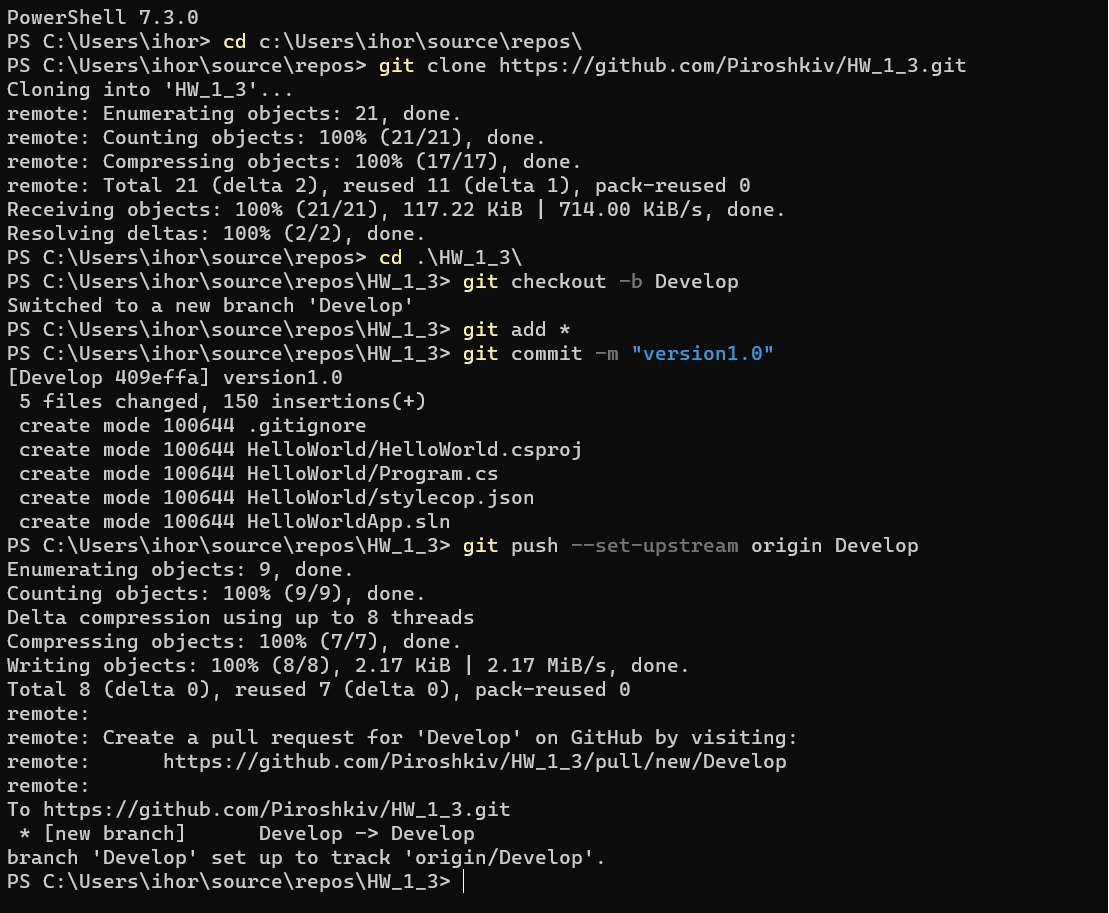 PowerShell 7.3.0
PS C:\Users\ihor> cd c:\Users\ihor\source\repos\
PS C:\Users\ihor\source\repos> git clone https://github.com/Piroshkiv/HW_1_3.git
Cloning into 'HW_1_3'...
remote: Enumerating objects: 21, done.
remote: Counting objects: 100% (21/21), done.
remote: Compressing objects: 100% (17/17), done.
remote: Total 21 (delta 2), reused 11 (delta 1), pack-reused 0
Receiving objects: 100% (21/21), 117.22 KiB | 714.00 KiB/s, done.
Resolving deltas: 100% (2/2), done.
PS C:\Users\ihor\source\repos> cd .\HW_1_3\
PS C:\Users\ihor\source\repos\HW_1_3> git checkout -b Develop
Switched to a new branch 'Develop'
PS C:\Users\ihor\source\repos\HW_1_3> git add *
PS C:\Users\ihor\source\repos\HW_1_3> git commit -m "version1.0"
[Develop 409effa] version1.0
 5 files changed, 150 insertions(+)
 create mode 100644 .gitignore
 create mode 100644 HelloWorld/HelloWorld.csproj
 create mode 100644 HelloWorld/Program.cs
 create mode 100644 HelloWorld/stylecop.json
 create mode 100644 HelloWorldApp.sln
PS C:\Users\ihor\source\repos\HW_1_3> git push --set-upstream origin Develop
Enumerating objects: 9, done.
Counting objects: 100% (9/9), done.
Delta compression using up to 8 threads
Compressing objects: 100% (7/7), done.
Writing objects: 100% (8/8), 2.17 KiB | 2.17 MiB/s, done.
Total 8 (delta 0), reused 7 (delta 0), pack-reused 0
remote:
remote: Create a pull request for 'Develop' on GitHub by visiting:
remote:      https://github.com/Piroshkiv/HW_1_3/pull/new/Develop
remote:
To https://github.com/Piroshkiv/HW_1_3.git
 * [new branch]      Develop -> Develop
branch 'Develop' set up to track 'origin/Develop'.
PS C:\Users\ihor\source\repos\HW_1_3>